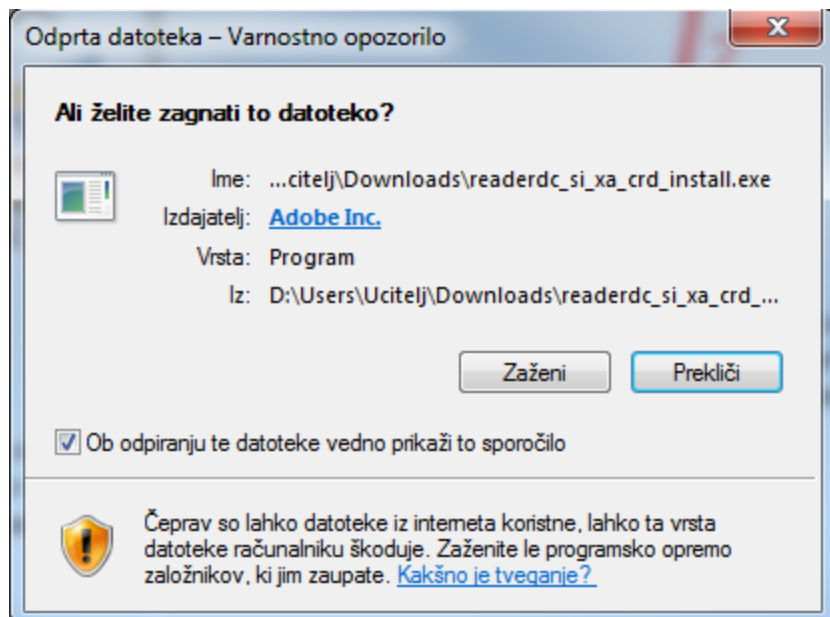 Odprta datoteka – Varnostno opozorilo
Ali želite zagnati to datoteko?
Ime: ...citelj\Downloads\readerdc_si_xa_crd_install.exe
Izdajatelj: Adobe Inc.
Vrsta: Program
Iz: D:\Users\Ucitelj\Downloads\readerdc_si_xa_crd_...
Zaženi Prekliči
Ob odpiranju te datoteke vedno prikaži to sporočilo
Čeprav so lahko datoteke iz interneta koristne, lahko ta vrsta
datoteke računalniku škoduje. Zaženite le programsko opremo
založnikov, ki jim zaupate. Kakšno je tveganje?